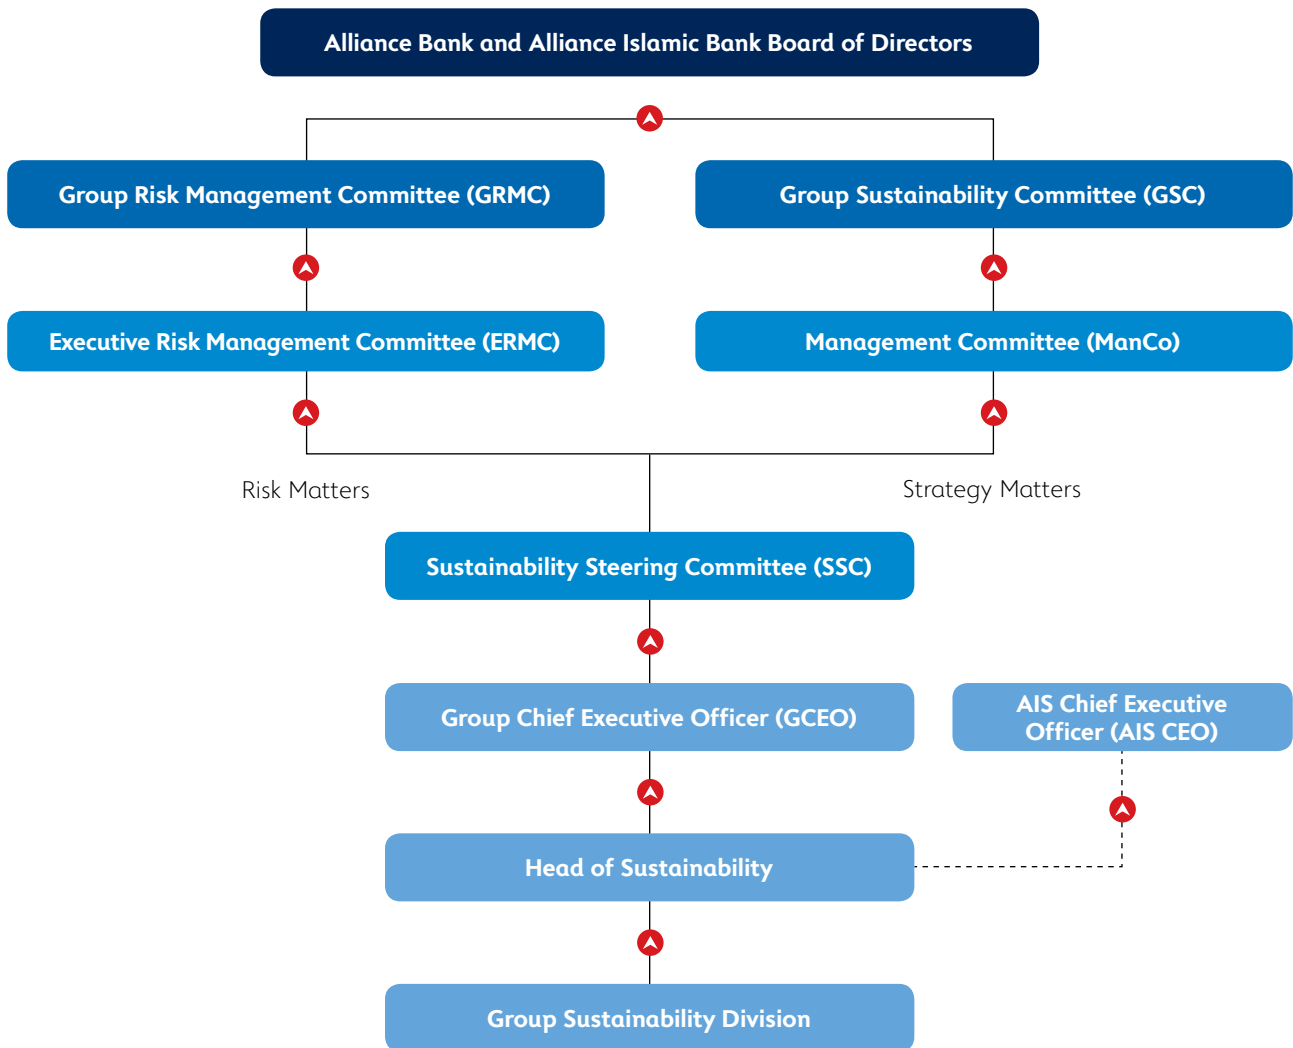 Alliance Bank and Alliance Islamic Bank Board of Directors
Group Risk Management Committee (GRMC)
Group Sustainability Committee (GSC)
Executive Risk Management Committee (ERMC)
Management Committee (ManCo)
Risk Matters
Strategy Matters
Sustainability Steering Committee (SSC)
Group Chief Executive Officer (GCEO)
AIS Chief Executive
Officer (AIS CEO)
Head of Sustainability
Group Sustainability Division